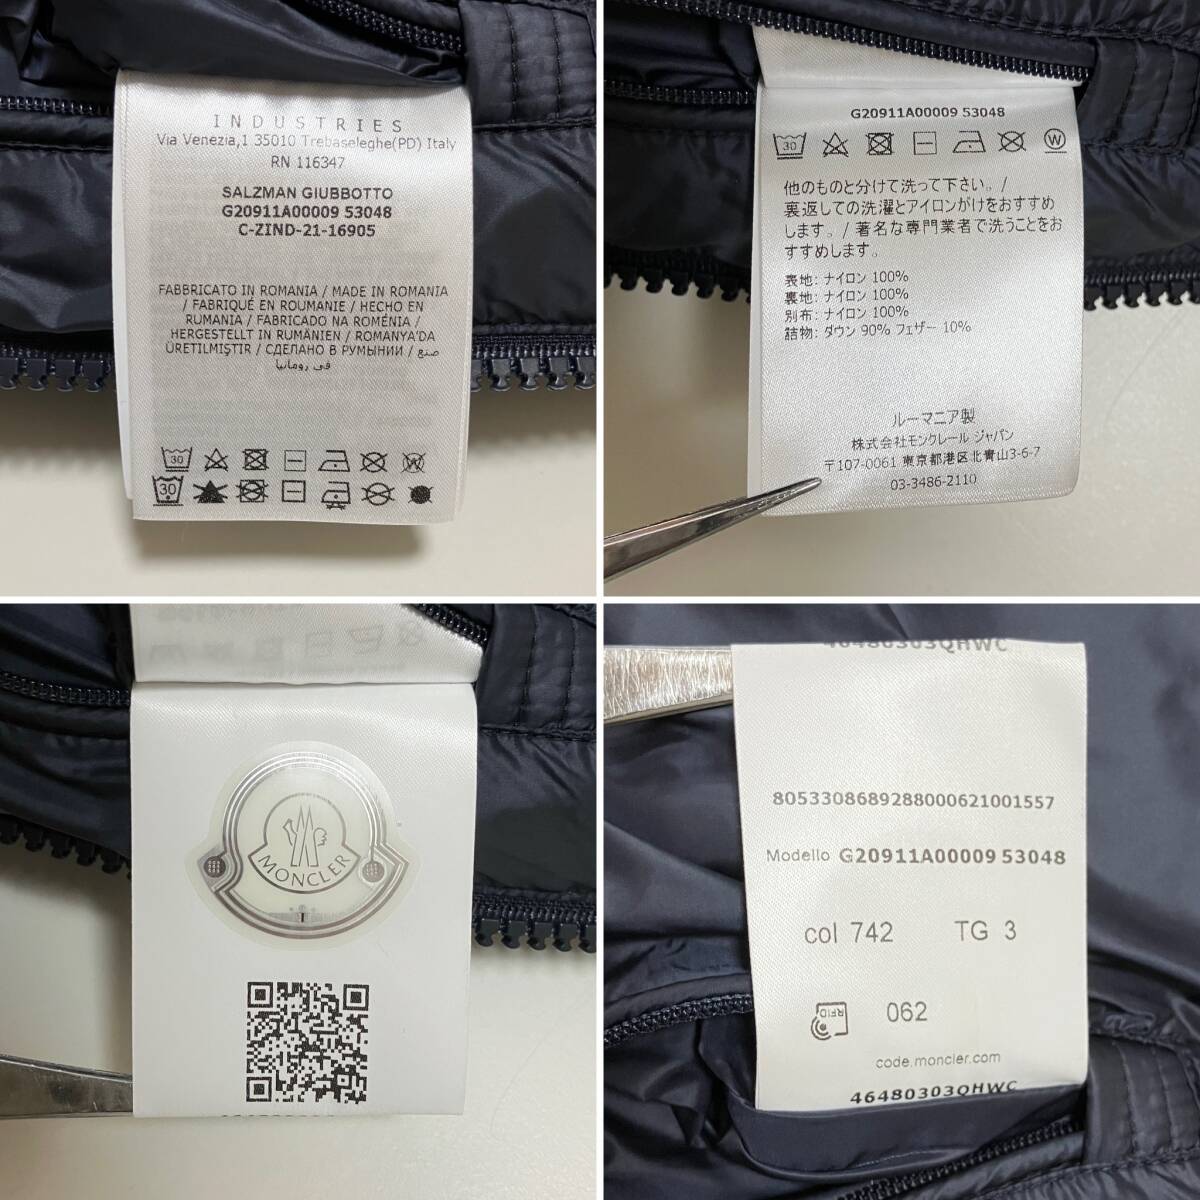 INDUSTRIES
Via Venezia,1 35010 Trebaseleghe(PD) Italy
RN 116347
SALZMAN GIUBBOTTO
G20911A00009 53048
C-ZIND-21-16905
FABBRICATO IN ROMANIA / MADE IN ROMANIA
/ FABRIQUÉ EN ROUMANIE / HECHO EN
RUMANIA / FABRICADO NA ROMÉNIA /
HERGESTELLT IN RUMÄNIEN / ROMANYA'DA
ÜRETILMIŞTIR / СДЕЛАНО В РУМЫНИИ / صنع
في رومانيا
30
W
30
G20911A00009 53048
30
W
他のものと分けて洗って下さい。/
裏返しての洗濯とアイロンがけをおすすめ
します。/ 著名な専門業者で洗うことをお
すすめします。
表地: ナイロン 100%
裏地: ナイロン 100%
別布: ナイロン 100%
詰物: ダウン 90% フェザー 10%
ルーマニア製
株式会社モンクレール ジャパン
〒107-0061 東京都港区北青山3-6-7
03-3486-2110
MONCLER
46480303QHWC
8053308689288000621001557
Modello G20911A00009 53048
col 742 TG 3
RFID 062
code.moncler.com
46480303QHWC